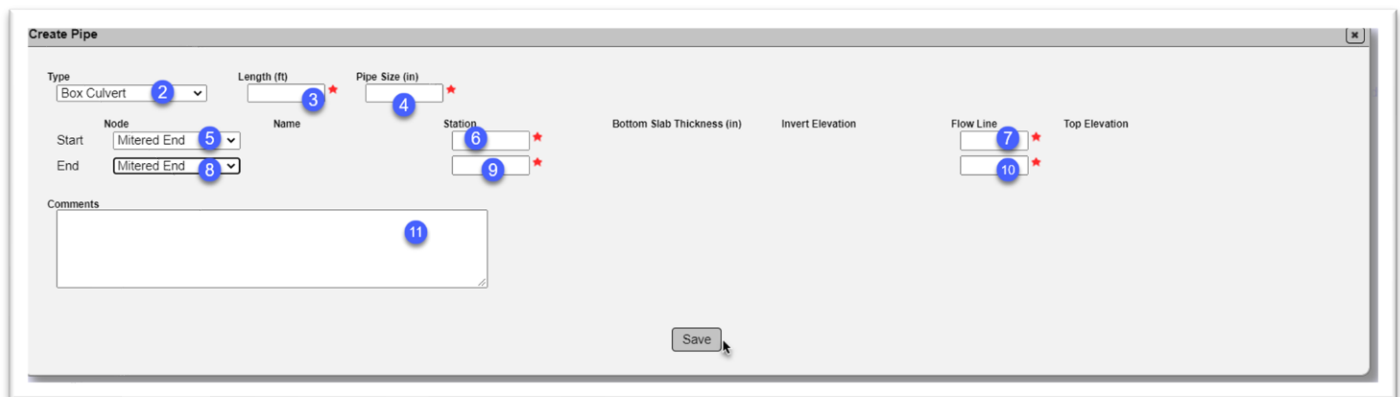 Create Pipe
Type Length (ft) Pipe Size (in)
Box Culvert 2 3 4
Node Name Station Bottom Slab Thickness (in) Invert Elevation Flow Line Top Elevation
Start Mitered End 5 6 7
End Mitered End 8 9 10
Comments
11
Save